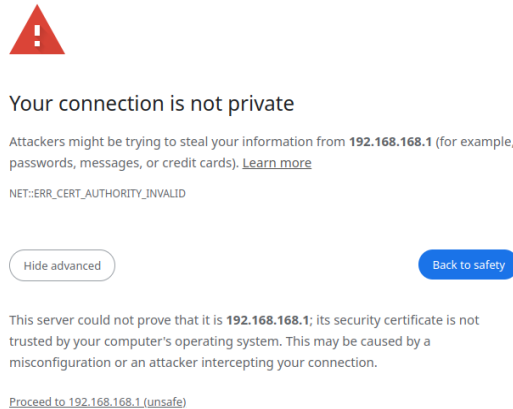 Your connection is not private
Attackers might be trying to steal your information from 192.168.168.1 (for example,
passwords, messages, or credit cards). Learn more
NET::ERR_CERT_AUTHORITY_INVALID
Hide advanced
Back to safety
This server could not prove that it is 192.168.168.1; its security certificate is not
trusted by your computer's operating system. This may be caused by a
misconfiguration or an attacker intercepting your connection.
Proceed to 192.168.168.1 (unsafe)